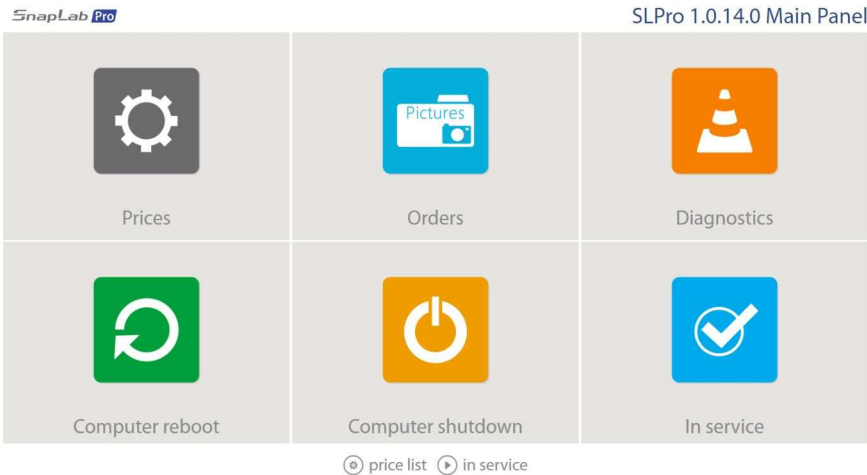 SnapLab Pro
SLPro 1.0.14.0 Main Panel
Pictures
Prices
Orders
Diagnostics
Computer reboot
Computer shutdown
In service
price list in service